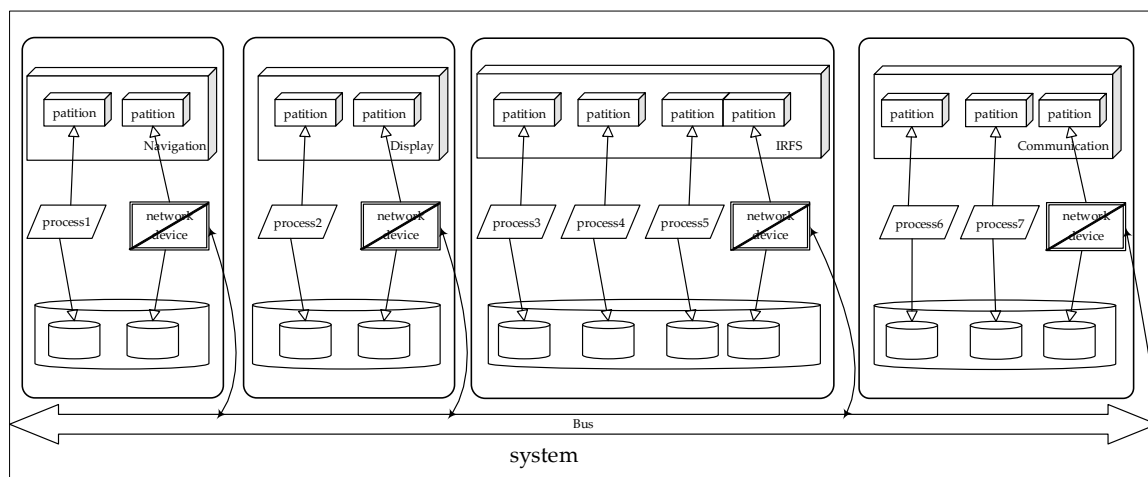 patition patition
Navigation
process1
network
device
patition patition
Display
process2
network
device
patition patition patition patition
IRFS
process3 process4 process5
network
device
patition patition patition
Communication
process6 process7
network
device
Bus
system